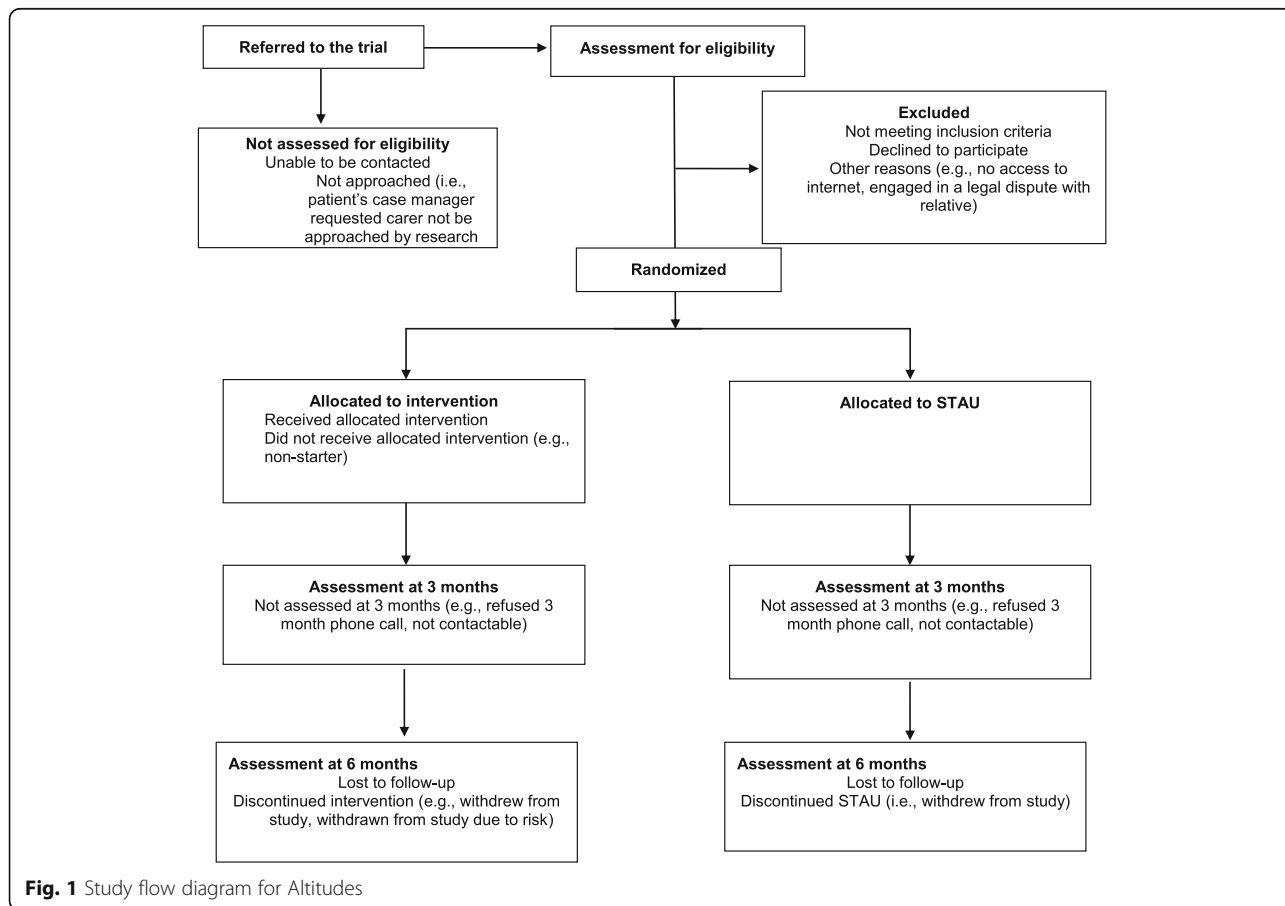 Referred to the trial
Assessment for eligibility
Not assessed for eligibility
Unable to be contacted
Not approached (i.e.,
patient's case manager
requested carer not be
approached by research
Excluded
Not meeting inclusion criteria
Declined to participate
Other reasons (e.g., no access to
internet, engaged in a legal dispute with
relative)
Randomized
Allocated to intervention
Received allocated intervention
Did not receive allocated intervention (e.g.,
non-starter)
Allocated to STAU
Assessment at 3 months
Not assessed at 3 months (e.g., refused 3
month phone call, not contactable)
Assessment at 3 months
Not assessed at 3 months (e.g., refused 3
month phone call, not contactable)
Assessment at 6 months
Lost to follow-up
Discontinued intervention (e.g., withdrew from
study, withdrawn from study due to risk)
Assessment at 6 months
Lost to follow-up
Discontinued STAU (i.e., withdrew from study)
Fig. 1 Study flow diagram for Altitudes